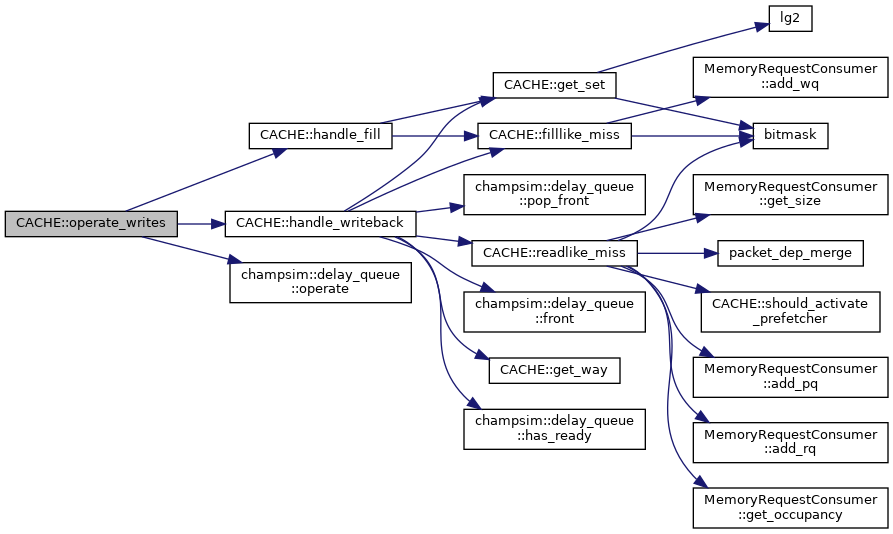 CACHE::operate_writes
CACHE::handle_fill
CACHE::handle_writeback
champsim::delay_queue
::operate
CACHE::get_set
CACHE::filllike_miss
champsim::delay_queue
::pop_front
CACHE::readlike_miss
champsim::delay_queue
::front
CACHE::get_way
champsim::delay_queue
::has_ready
lg2
MemoryRequestConsumer
::add_wq
bitmask
MemoryRequestConsumer
::get_size
packet_dep_merge
CACHE::should_activate
_prefetcher
MemoryRequestConsumer
::add_pq
MemoryRequestConsumer
::add_rq
MemoryRequestConsumer
::get_occupancy